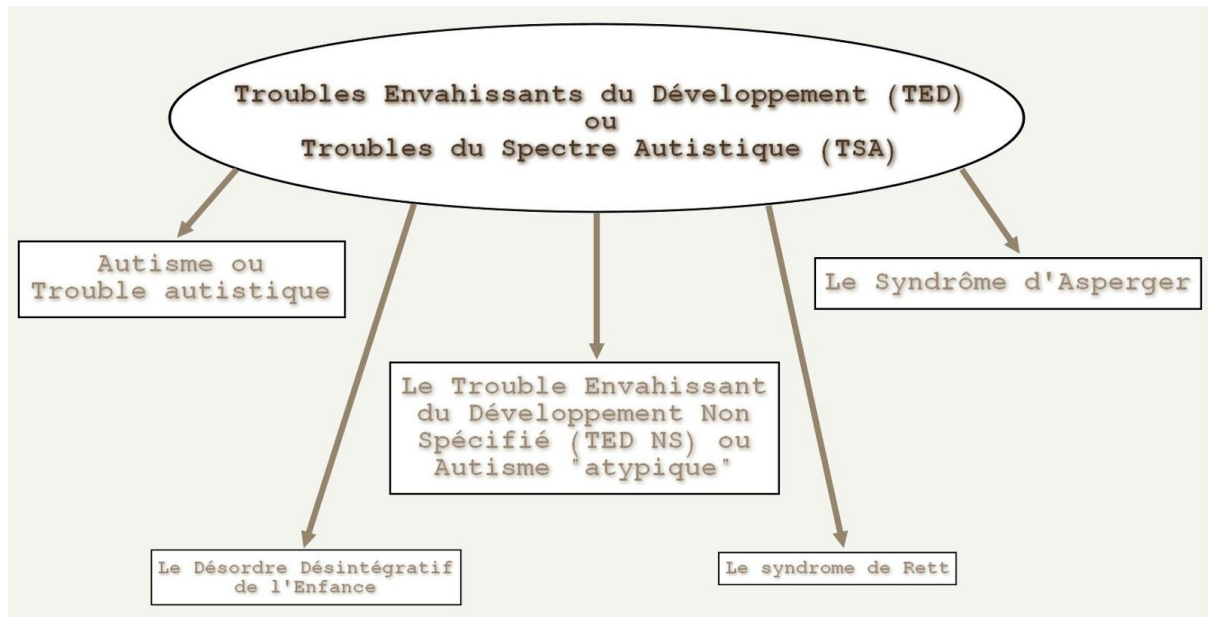 Troubles Envahissants du Développement (TED)
ou
Troubles du Spectre Autistique (TSA)
Autisme ou
Trouble autistique
Le Syndrôme d'Asperger
Le Trouble Envahissant
du Développement Non
Spécifié (TED NS) ou
Autisme "atypique"
Le Désordre Désintégratif
de l'Enfance
Le syndrome de Rett